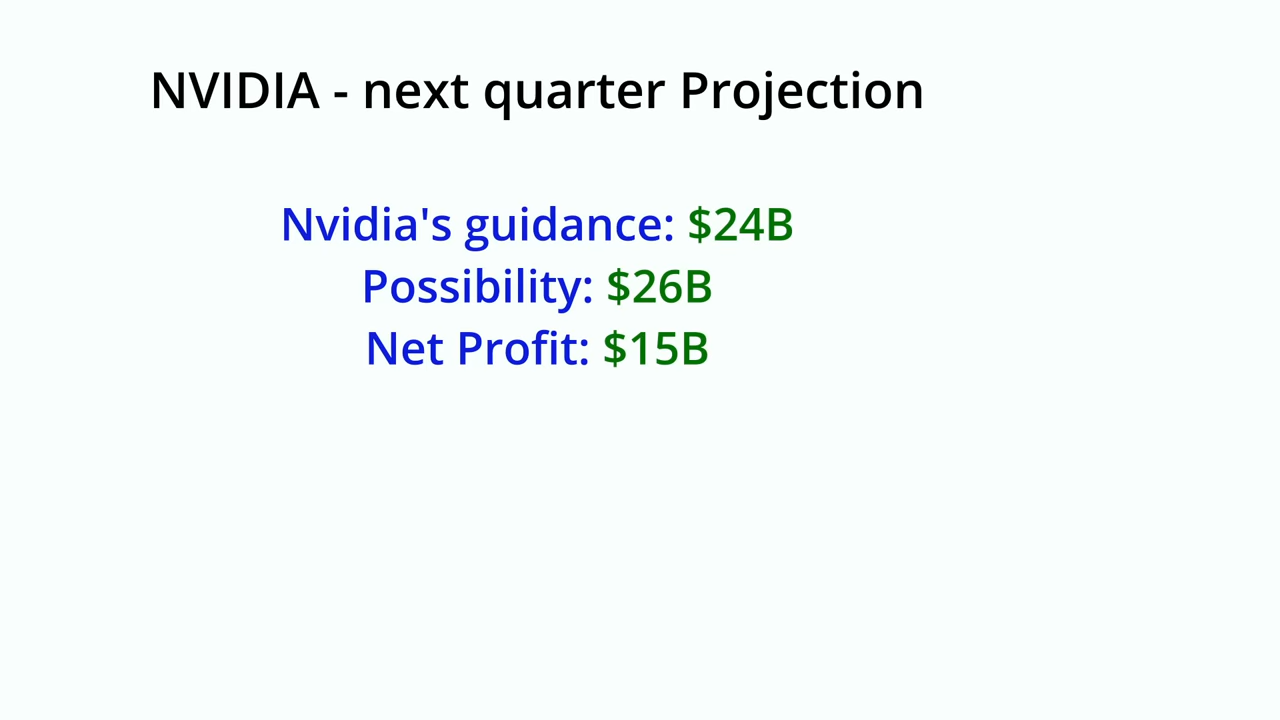 NVIDIA - next quarter Projection
Nvidia's guidance: $24B
Possibility: $26B
Net Profit: $15B